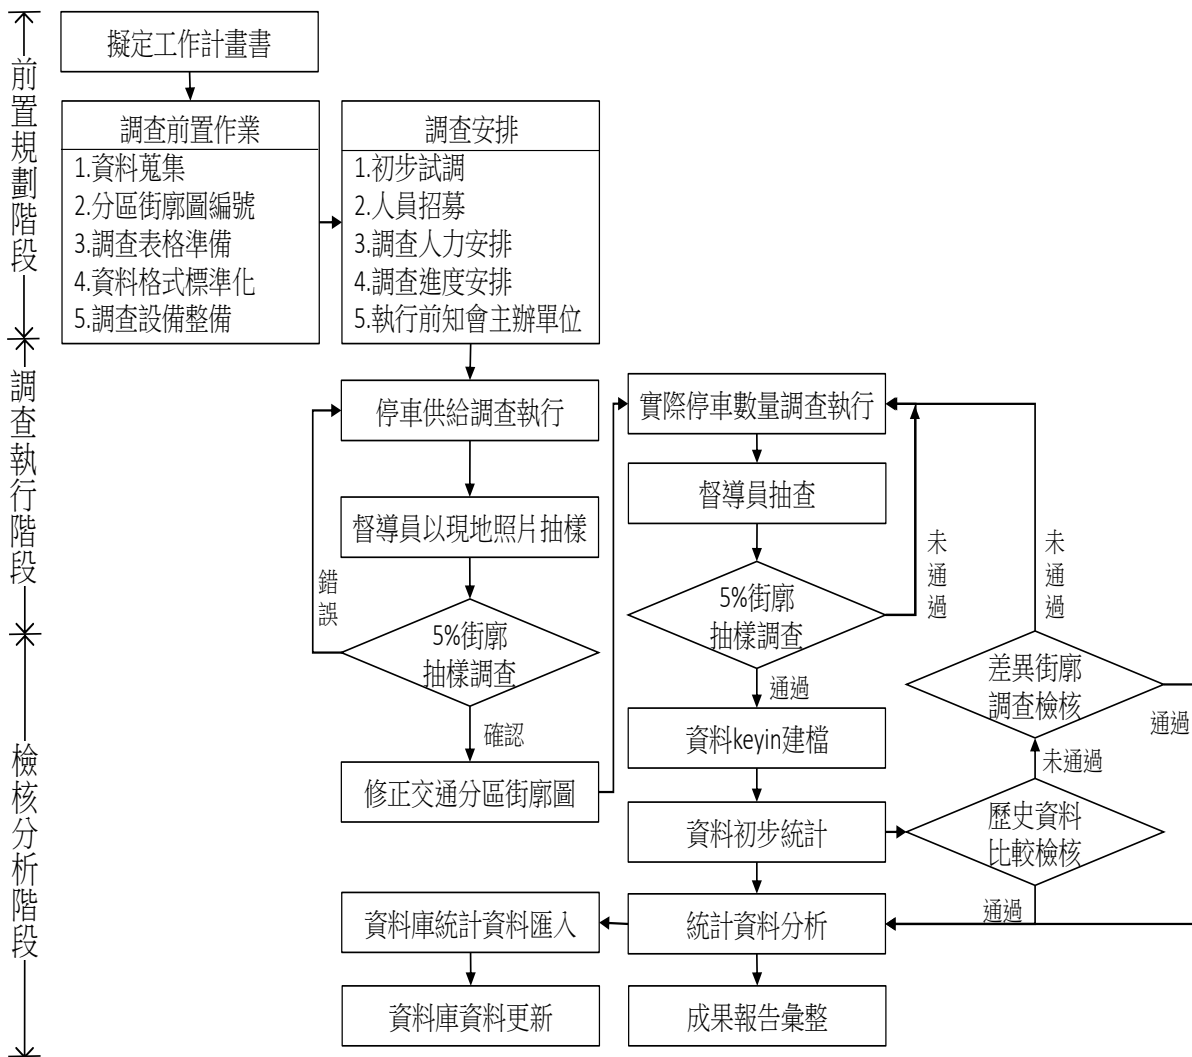 前置規劃階段
調查執行階段
檢核分析階段
擬定工作計畫書
調查前置作業
1.資料蒐集
2.分區街廓圖編號
3.調查表格準備
4.資料格式標準化
5.調查設備整備
調查安排
1.初步試調
2.人員招募
3.調查人力安排
4.調查進度安排
5.執行前知會主辦單位
停車供給調查執行
督導員以現地照片抽樣
錯誤
5%街廓
抽樣調查
確認
修正交通分區街廓圖
實際停車數量調查執行
督導員抽查
5%街廓
抽樣調查
未通過
通過
資料keyin建檔
資料初步統計
歷史資料
比較檢核
未通過
差異街廓
調查檢核
未通過
通過
通過
統計資料分析
資料庫統計資料匯入
資料庫資料更新
成果報告彙整